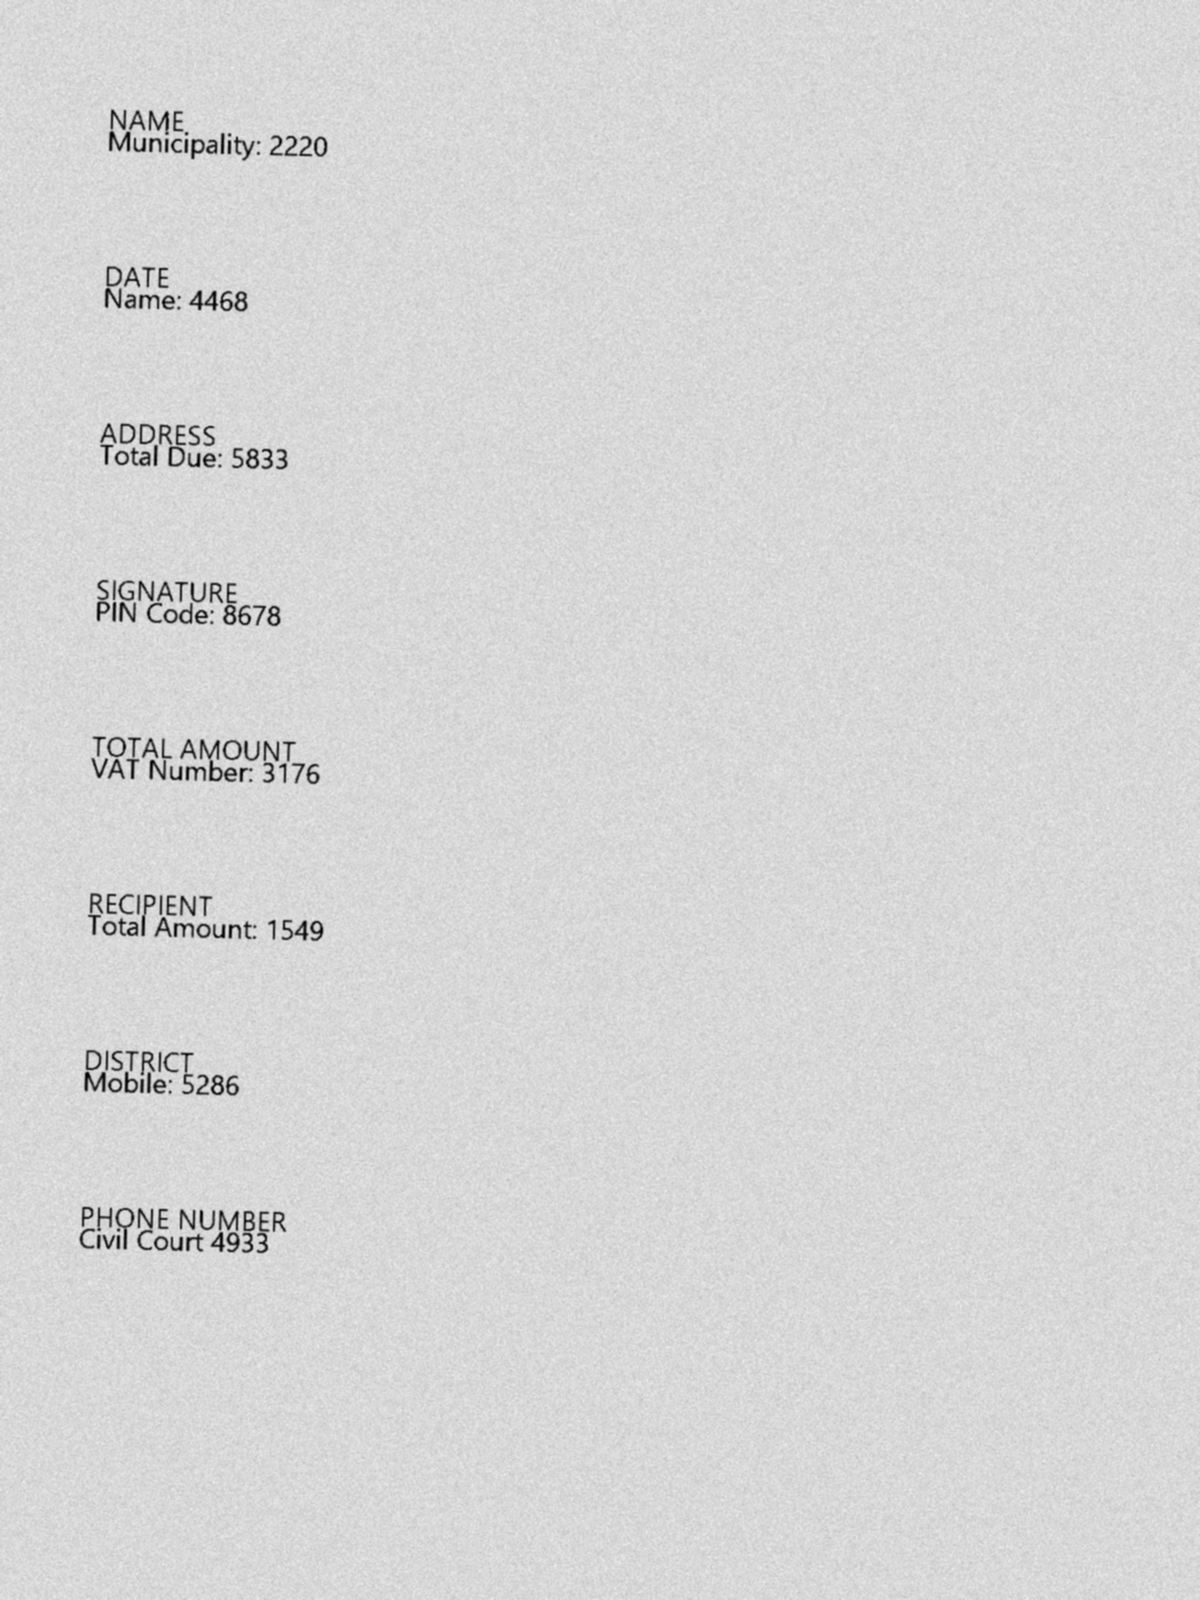 NAME
Municipality: 2220
DATE
Name: 4468
ADDRESS
Total Due: 5833
SIGNATURE
PIN Code: 8678
TOTAL AMOUNT
VAT Number: 3176
RECIPIENT
Total Amount: 1549
DISTRICT
Mobile: 5286
PHONE NUMBER
Civil Court 4933